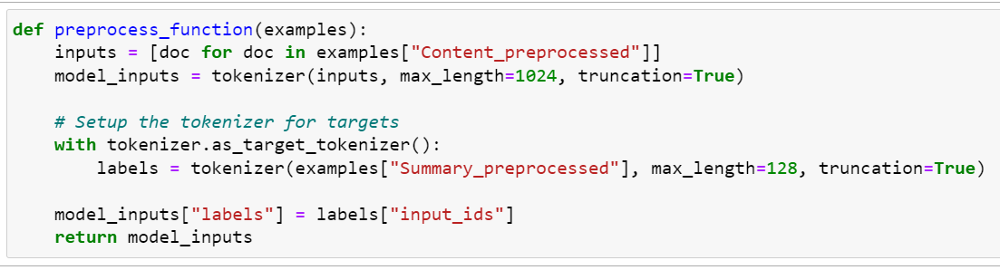 def preprocess_function(examples):
    inputs = [doc for doc in examples["Content_preprocessed"]]
    model_inputs = tokenizer(inputs, max_length=1024, truncation=True)

    # Setup the tokenizer for targets
    with tokenizer.as_target_tokenizer():
        labels = tokenizer(examples["Summary_preprocessed"], max_length=128, truncation=True)

    model_inputs["labels"] = labels["input_ids"]
    return model_inputs